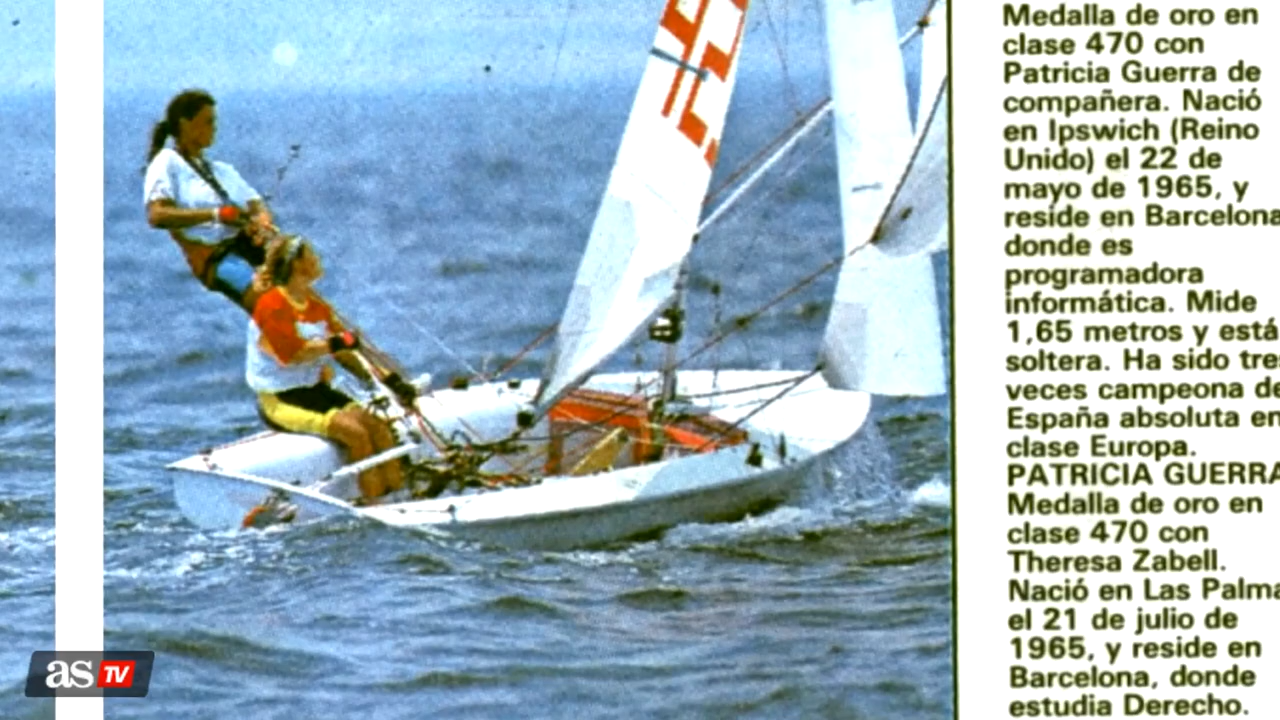 Medalla de oro en
clase 470 con
Patricia Guerra de
compañera. Nació
en Ipswich (Reino
Unido) el 22 de
mayo de 1965, y
reside en Barcelona
donde es
programadora
informática. Mide
1,65 metros y está
soltera. Ha sido
veces campeona
España absoluta en
clase Europa.
PATRICIA GUERRA
Medalla de oro en
clase 470 con
Theresa Zabell.
Nació en Las
el 21 de julio de
1965, y reside en
Barcelona, donde
estudia Derecho.
as TV